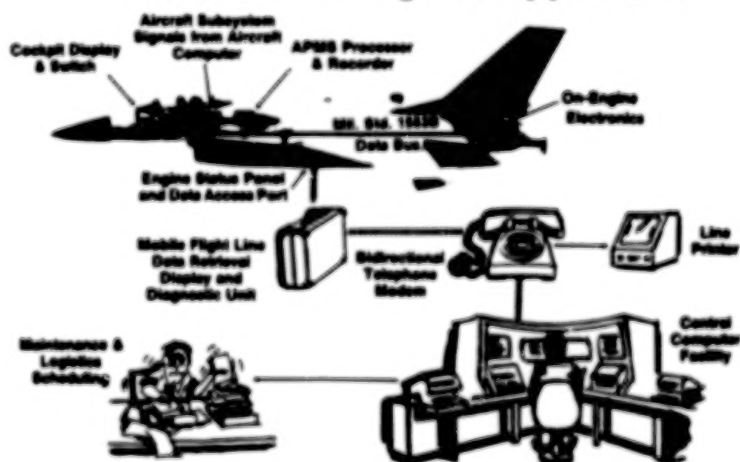 Aircraft Subsystem
Signals from Aircraft
Computer
Cockpit Display
& Switch
APMS Processor
& Recorder
On-Engine
Electronics
Mil. Std. 1553B
Data Bus
Engine Status Panel
and Data Access Port
Mobile Flight Line
Data Retrieval
Display and
Diagnostic Unit
Bidirectional
Telephone
Modem
Line
Printer
Maintenance &
Logistics
Scheduling
Central
Computer
Facility